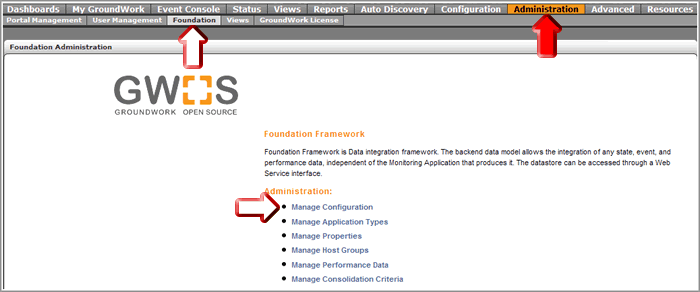 Dashboards My GroundWork Event Console Status Views Reports Auto Discovery Configuration Administration Advanced Resources
Portal Management User Management Foundation Views GroundWork License
Foundation Administration
GWOS
GROUNDWORK OPEN SOURCE
Foundation Framework
Foundation Framework is Data integration framework. The backend data model allows the integration of any state, event, and
performance data, independent of the Monitoring Application that produces it. The datastore can be accessed through a Web
Service interface.
Administration:
Manage Configuration
Manage Application Types
Manage Properties
Manage Host Groups
Manage Performance Data
Manage Consolidation Criteria